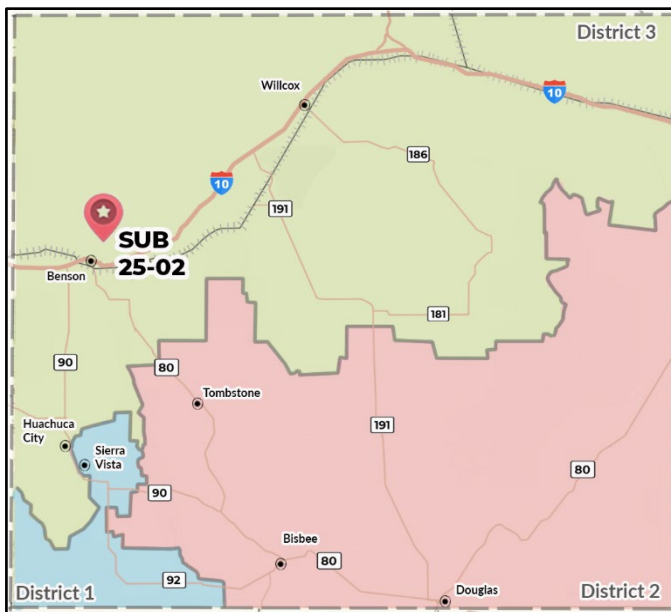 District 3
Willcox
10
186
10
191
SUB
25-02
Benson
181
90
80
Tombstone
Huachuca
City
191
Sierra
Vista
80
90
Bisbee
80
92
Douglas
District 1
District 2